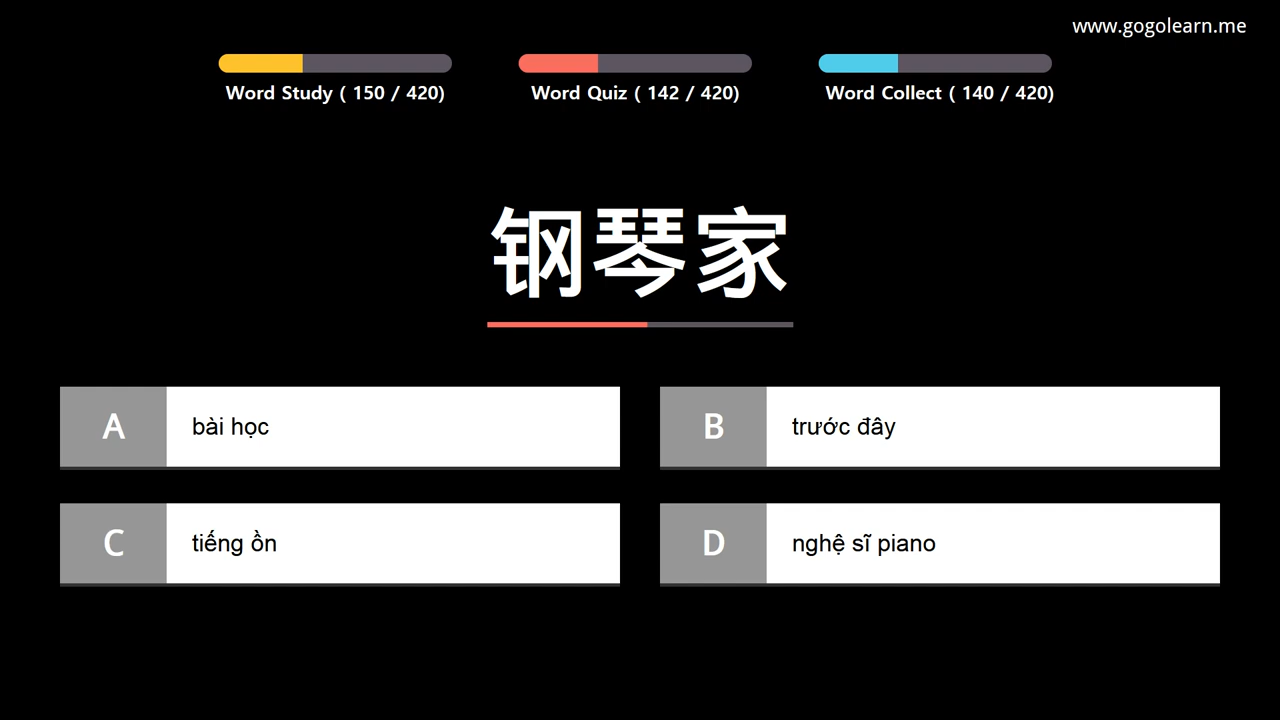 www.gogolearn.me
Word Study ( 150 / 420)
Word Quiz ( 142 / 420)
Word Collect ( 140 / 420)
钢琴家
A bài học
B trước đây
C tiếng ồn
D nghệ sĩ piano